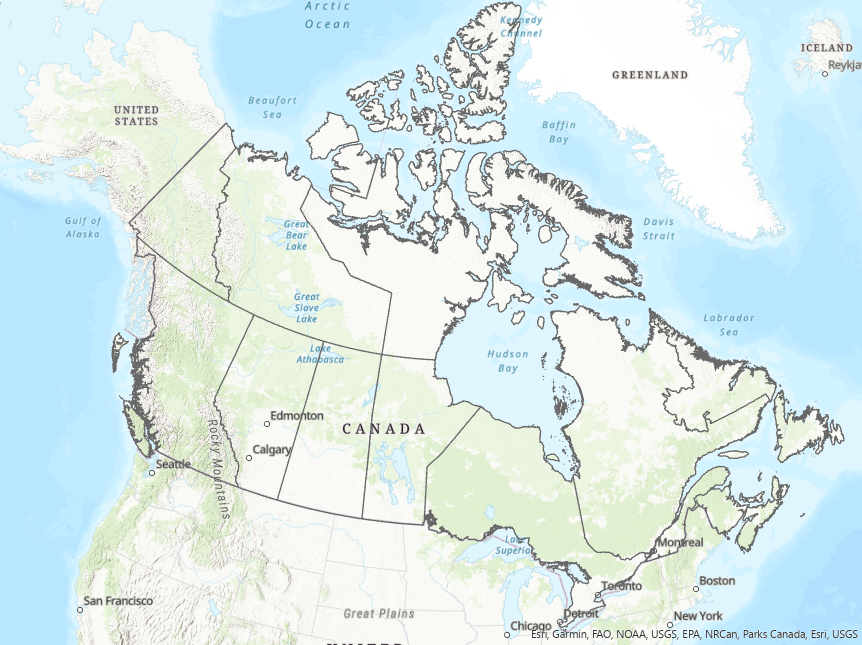 Arctic
Ocean
Kennedy
Channel
ICELAND
Reykja
GREENLAND
UNITED
STATES
Beaufort
Sea
Baffin
Bay
Gulf of
Alaska
Davis
Strait
Great
Bear
Lake
Great
Slave
Lake
Labrador
Sea
Lake
Athabasca
Hudson
Bay
Edmonton
CANADA
Calgary
Rocky Mountains
Seattle
Lake
Superior
Montreal
Toronto
Boston
San Francisco
Great Plains
Detroit
New York
Chicago
Esri, Garmin, FAO, NOAA, USGS, EPA, NRCan, Parks Canada, Esri, USGS
UNITED